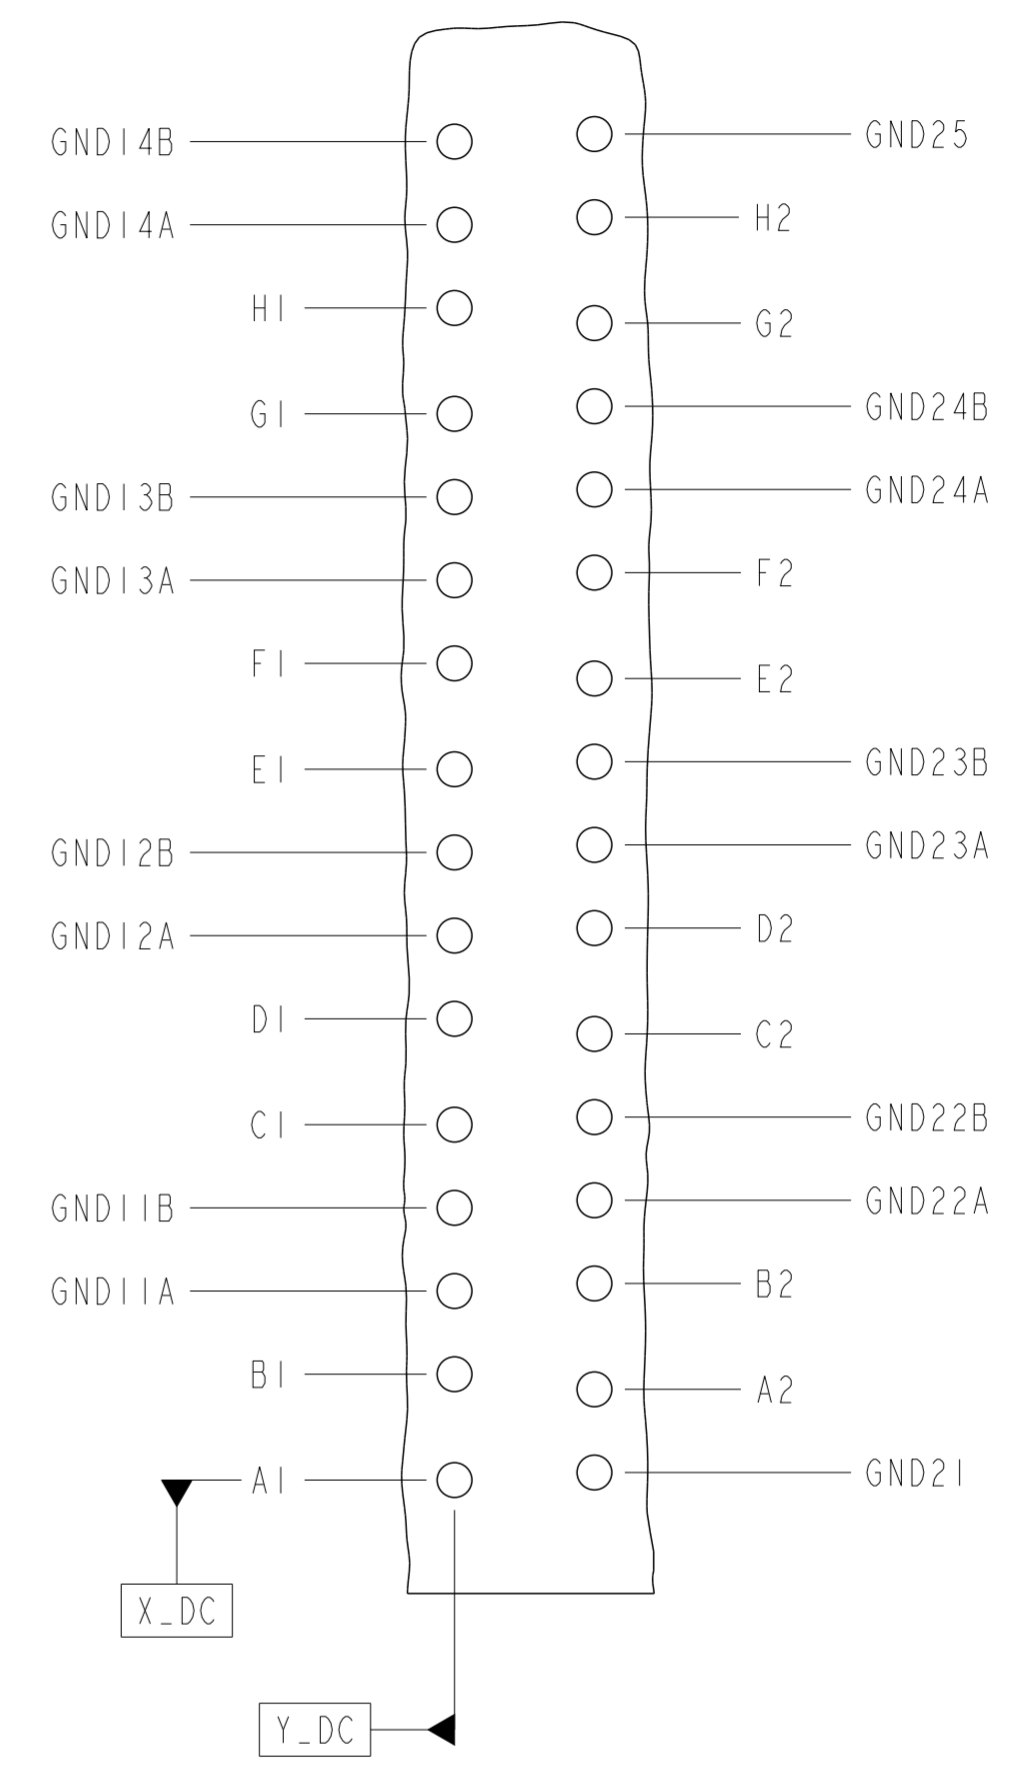 GND14B
GND25
GND14A
H2
H1
G2
G1
GND24B
GND13B
GND24A
GND13A
F2
F1
E2
E1
GND23B
GND12B
GND23A
GND12A
D2
D1
C2
C1
GND22B
GND11B
GND22A
GND11A
B2
B1
A2
A1
GND21
X_DC
Y_DC